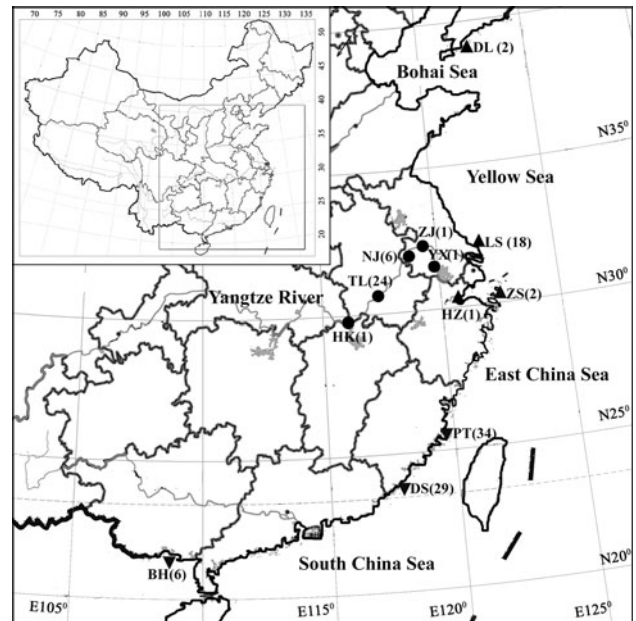 70 75 80 85 90 95 100 105 110 115 120 125 130 135
45
40
35
30
25
20
DL (2)
Bohai Sea
N35°
Yellow Sea
ZJ(1)
LS (18)
NJ(6)
YX(1)
N30°
TL(24)
ZS(2)
Yangtze River
HZ(1)
HK(1)
East China Sea
N25°
PT(34)
DS(29)
South China Sea
N20°
BH(6)
E105°
E115°
E120°
E125°